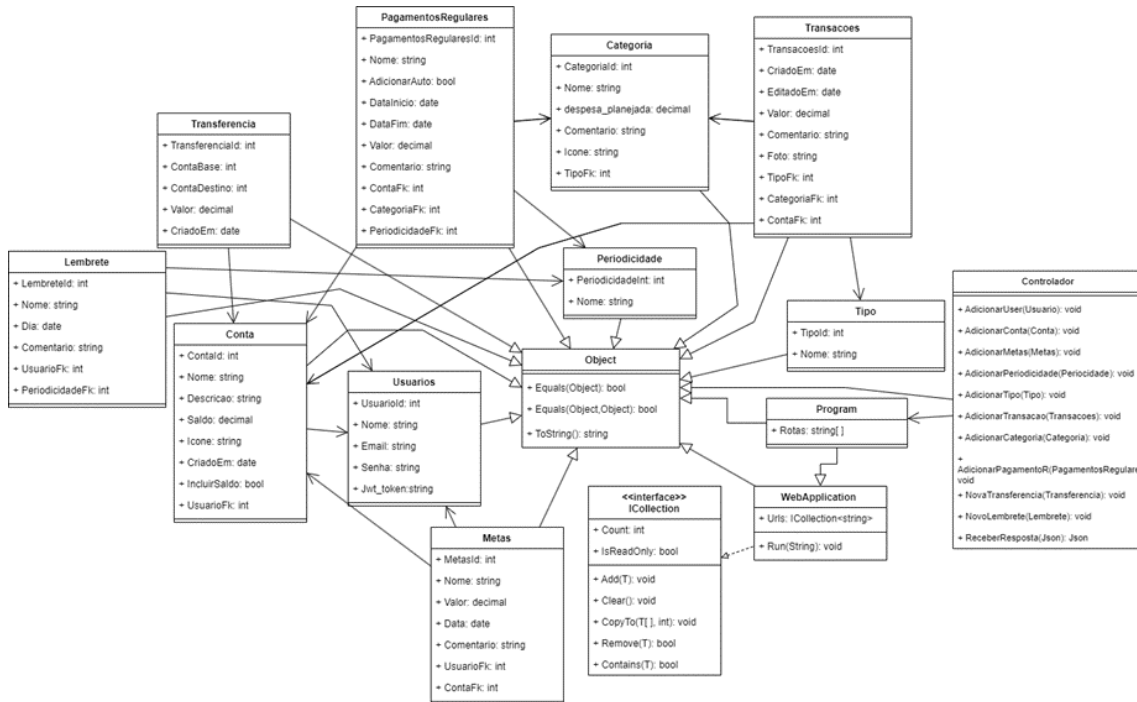 PagamentosRegulares
+ PagamentosRegularesId: int
+ Nome: string
+ AdicionarAuto: bool
+ DataInicio: date
+ DataFim: date
+ Valor: decimal
+ Comentario: string
+ ContaFk: int
+ CategoriaFk: int
+ PeriodicidadeFk: int
Categoria
+ CategoriaId: int
+ Nome: string
+ despesa_planejada: decimal
+ Comentario: string
+ Icone: string
+ TipoFk: int
Transacoes
+ TransacoesId: int
+ CriadoEm: date
+ EditadoEm: date
+ Valor: decimal
+ Comentario: string
+ Foto: string
+ TipoFk: int
+ CategoriaFk: int
+ ContaFk: int
Transferencia
+ TransferenciaId: int
+ ContaBase: int
+ ContaDestino: int
+ Valor: decimal
+ CriadoEm: date
Lembrete
+ LembreteId: int
+ Nome: string
+ Dia: date
+ Comentario: string
+ UsuarioFk: int
+ PeriodicidadeFk: int
Periodicidade
+ PeriodicidadeInt: int
+ Nome: string
Tipo
+ TipoId: int
+ Nome: string
Controlador
+ AdicionarUser(Usuario): void
+ AdicionarConta(Conta): void
+ AdicionarMetas(Metas): void
+ AdicionarPeriodicidade(Periocidade): void
+ AdicionarTipo(Tipo): void
+ AdicionarTransacao(Transacoes): void
+ AdicionarCategoria(Categoria): void
+
AdicionarPagamentoR(PagamentosRegulare
void
+ NovaTransferencia(Transferencia): void
+ NovoLembrete(Lembrete): void
+ ReceberResposta(Json): Json
Conta
+ ContaId: int
+ Nome: string
+ Descricao: string
+ Saldo: decimal
+ Icone: string
+ CriadoEm: date
+ IncluirSaldo: bool
+ UsuarioFk: int
Usuarios
+ UsuarioId: int
+ Nome: string
+ Email: string
+ Senha: string
+ Jwt_token:string
Object
+ Equals(Object): bool
+ Equals(Object,Object): bool
+ ToString(): string
Program
+ Rotas: string[ ]
WebApplication
+ Urls: ICollection<string>
+ Run(String): void
<<interface>>
ICollection
+ Count: int
+ IsReadOnly: bool
+ Add(T): void
+ Clear(): void
+ CopyTo(T[ ], int): void
+ Remove(T): bool
+ Contains(T): bool
Metas
+ MetasId: int
+ Nome: string
+ Valor: decimal
+ Data: date
+ Comentario: string
+ UsuarioFk: int
+ ContaFk: int